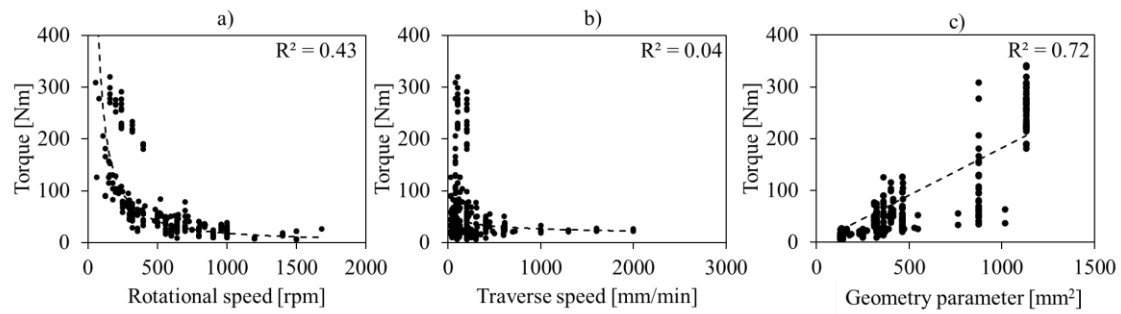 a)
R² = 0.43
400
300
200
100
0
Torque [Nm]
0 500 1000 1500 2000
Rotational speed [rpm]
b)
R² = 0.04
400
300
200
100
0
Torque [Nm]
0 1000 2000 3000
Traverse speed [mm/min]
c)
R² = 0.72
400
300
200
100
0
Torque [Nm]
0 500 1000 1500
Geometry parameter [mm²]